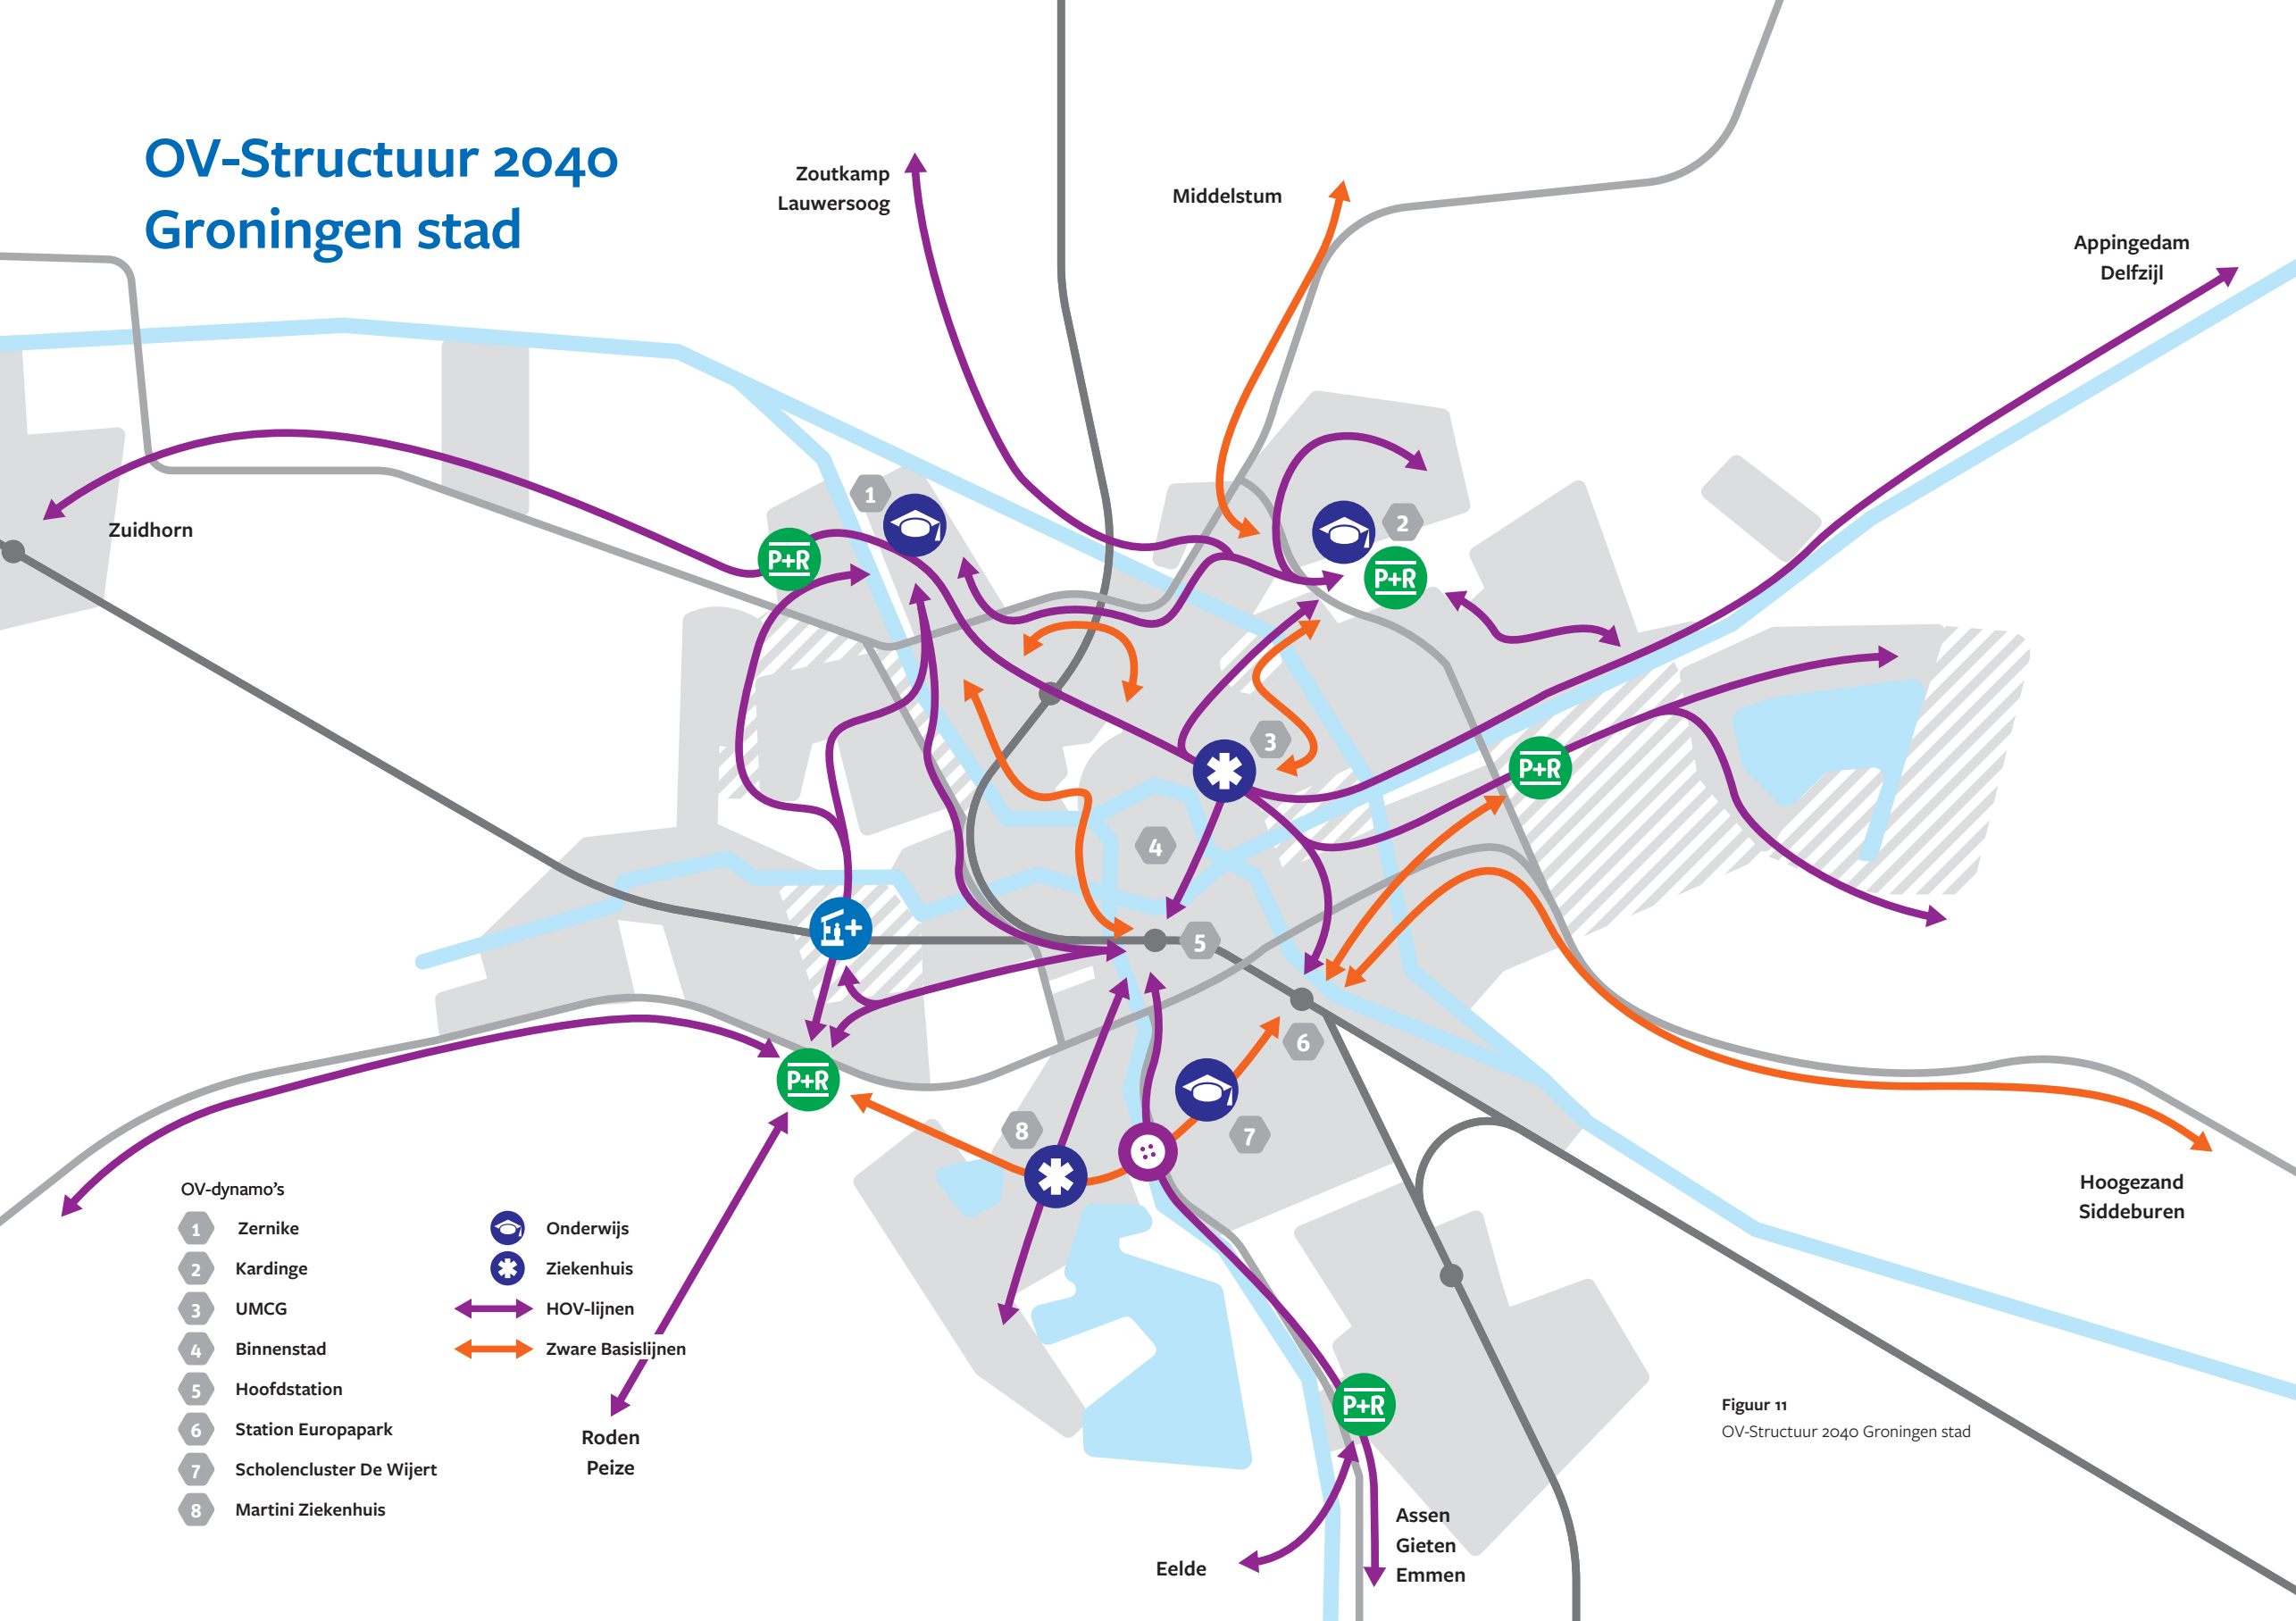 OV-Structuur 2040
Groningen stad
Zoutkamp
Lauwersoog
Middelstum
Appingedam
Delfzijl
Zuidhorn
1
2
P+R
P+R
3
P+R
4
5
6
P+R
7
8
Hoogezand
Siddeburen
OV-dynamo's
1 Zernike
2 Kardinge
3 UMCG
4 Binnenstad
5 Hoofdstation
6 Station Europapark
7 Scholencluster De Wijert
8 Martini Ziekenhuis
Onderwijs
Ziekenhuis
HOV-lijnen
Zware Basislijnen
Roden
Peize
P+R
Eelde
Assen
Gieten
Emmen
Figuur 11
OV-Structuur 2040 Groningen stad